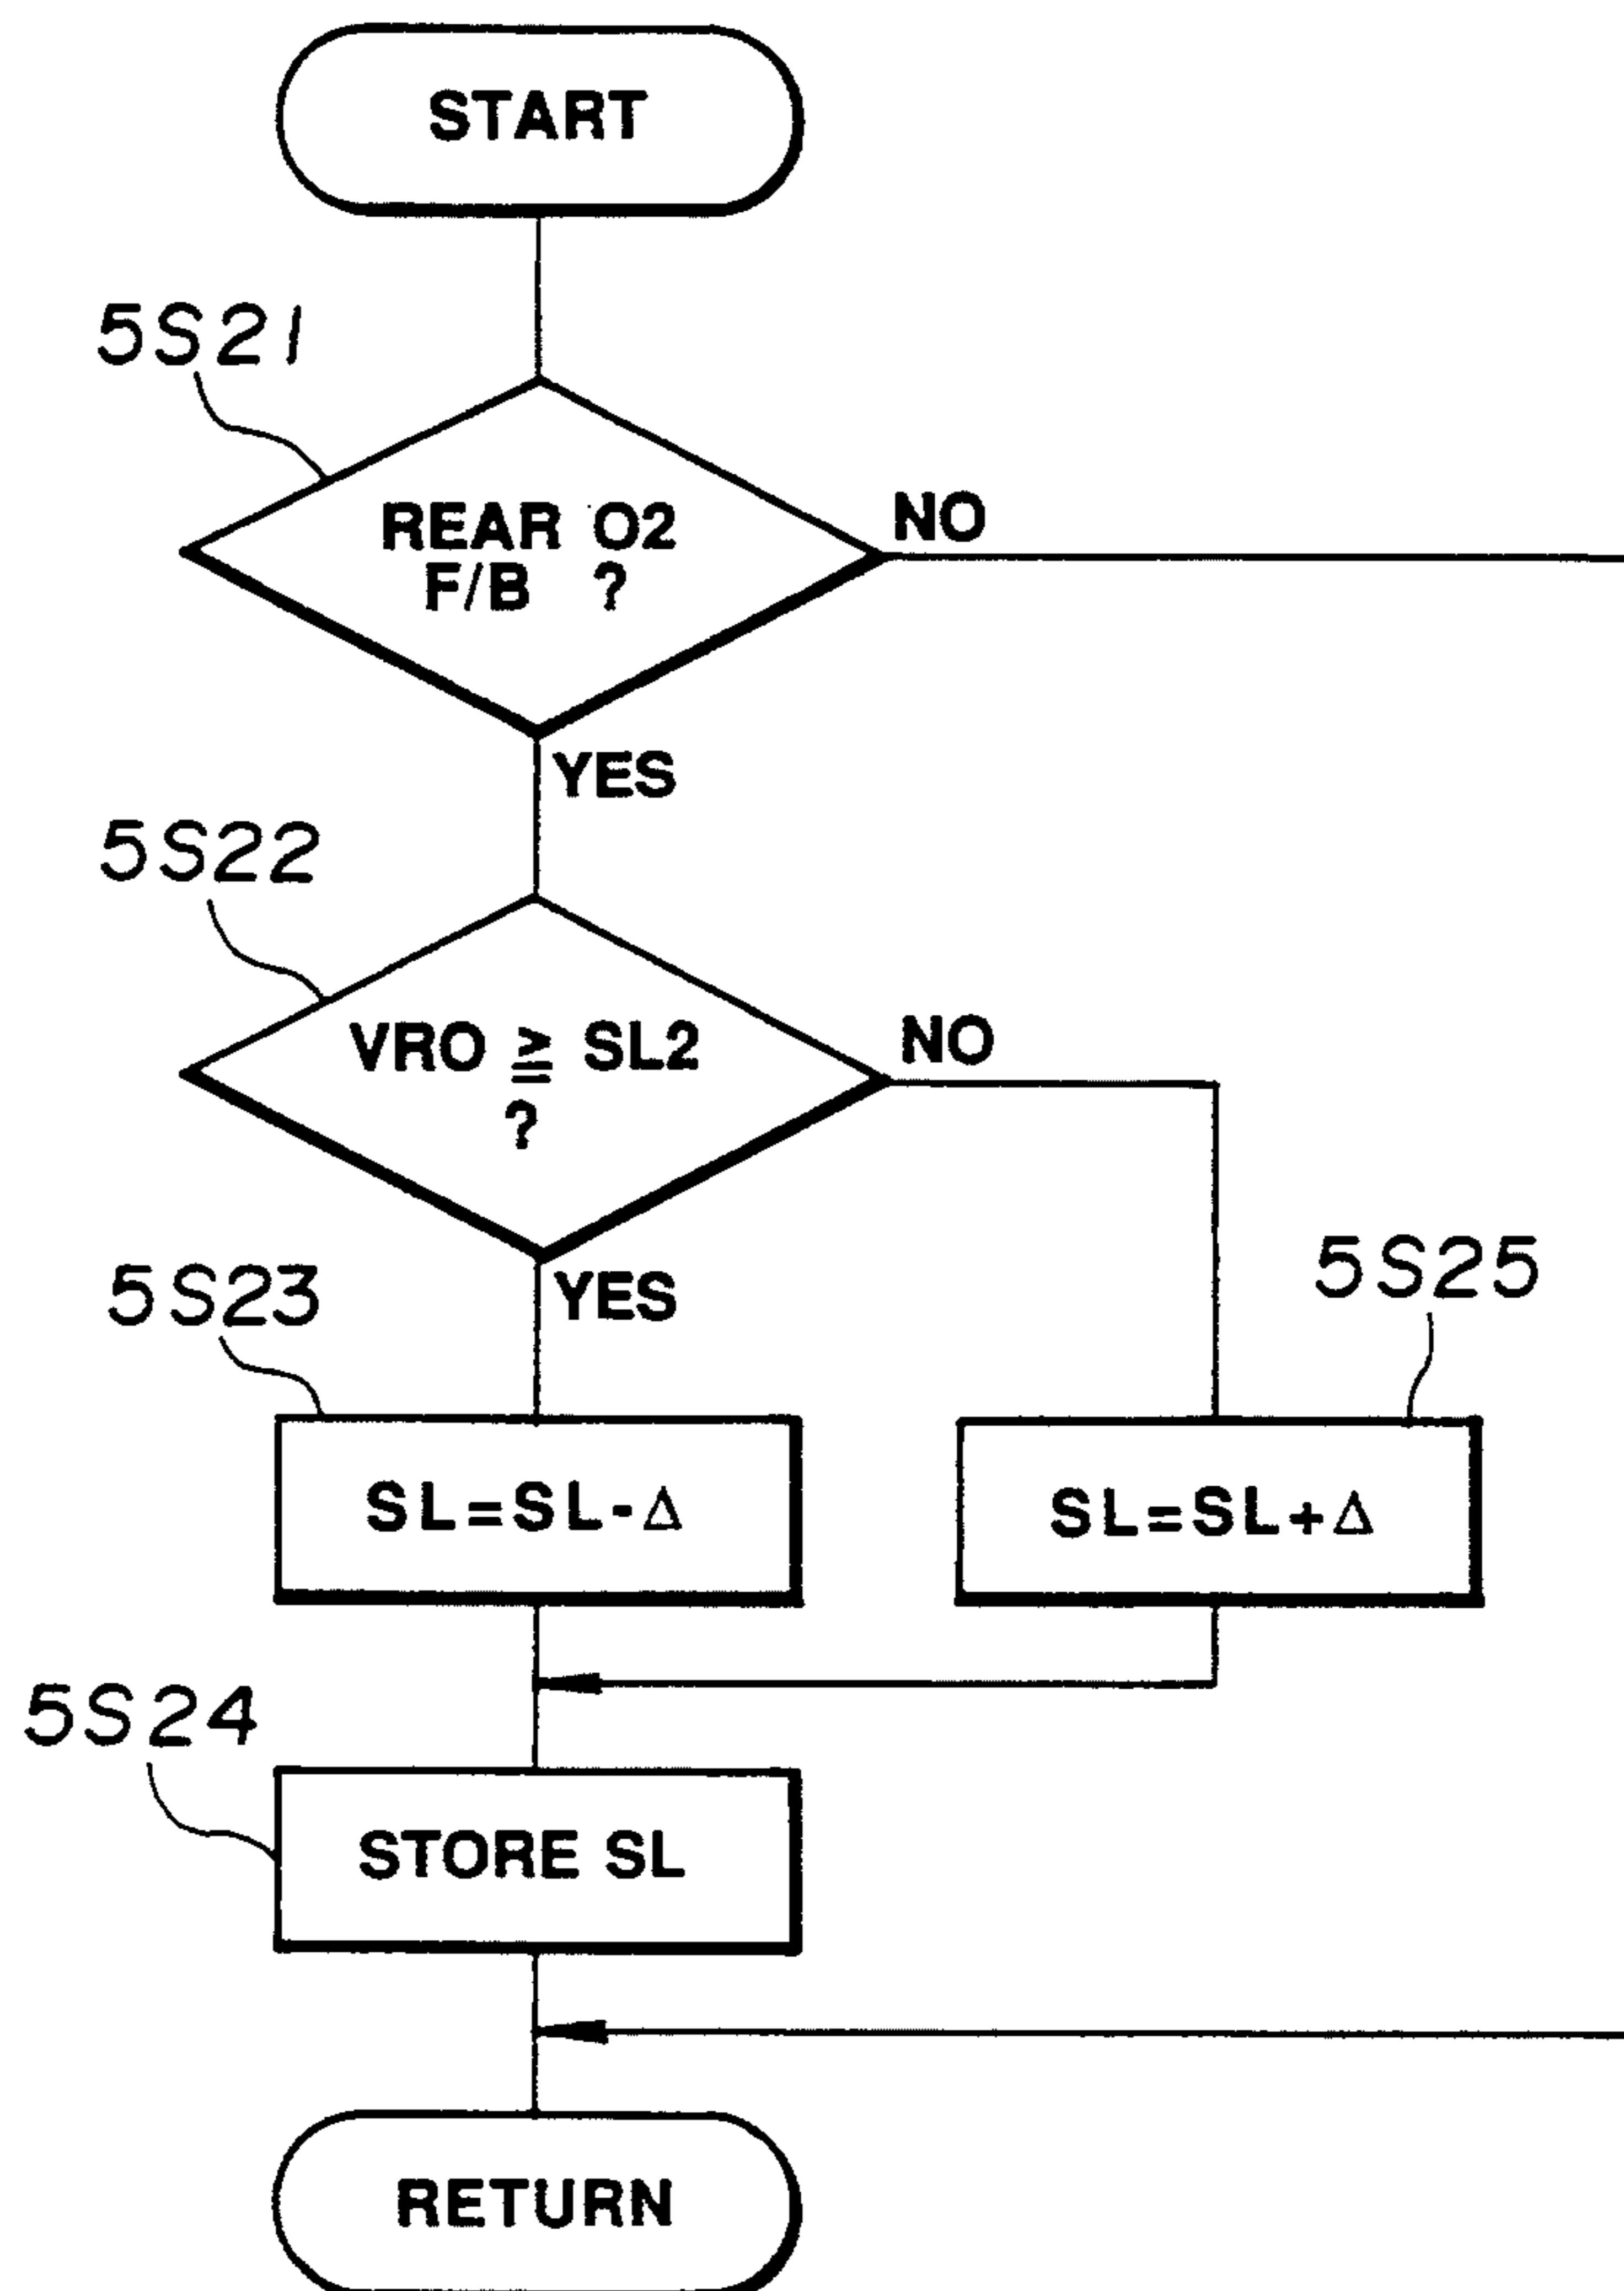 START
5S21
REAR O2
F/B ?
NO
YES
5S22
VRO ≧ SL2
?
NO
5S23
YES
5S25
SL=SL-Δ
SL=SL+Δ
5S24
STORE SL
RETURN